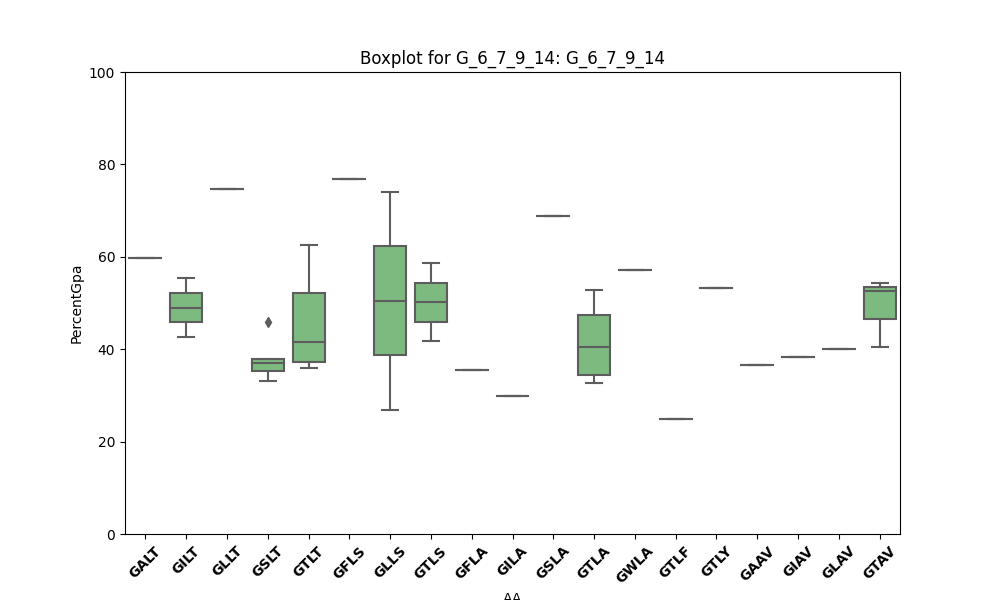 Boxplot for G_6_7_9_14: G_6_7_9_14
PercentGpa
100
80
60
40
20
0
GALT
GILT
GLLT
GSLT
GTLT
GFLS
GLLS
GTLS
GFLA
GILA
GSLA
GTLA
GWLA
GTLF
GTLY
GAAV
GIAV
GLAV
GTAV
AA